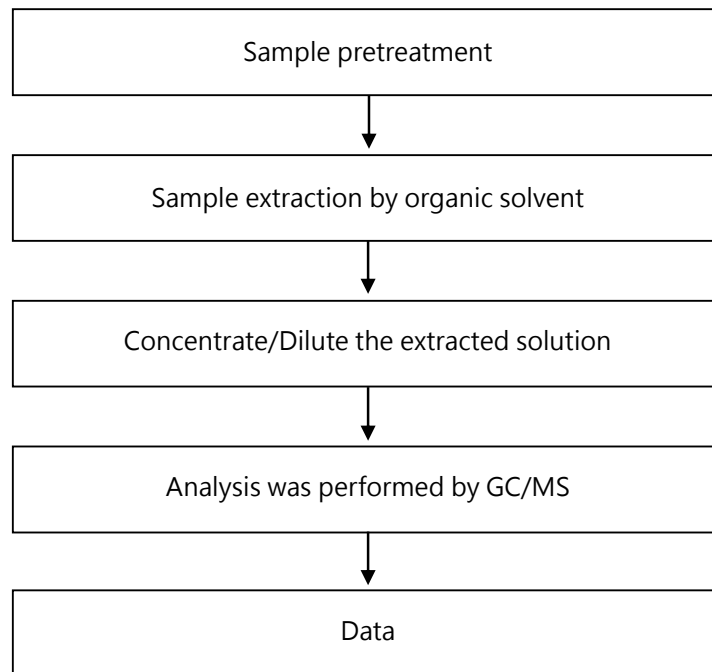 Sample pretreatment
Sample extraction by organic solvent
Concentrate/Dilute the extracted solution
Analysis was performed by GC/MS
Data